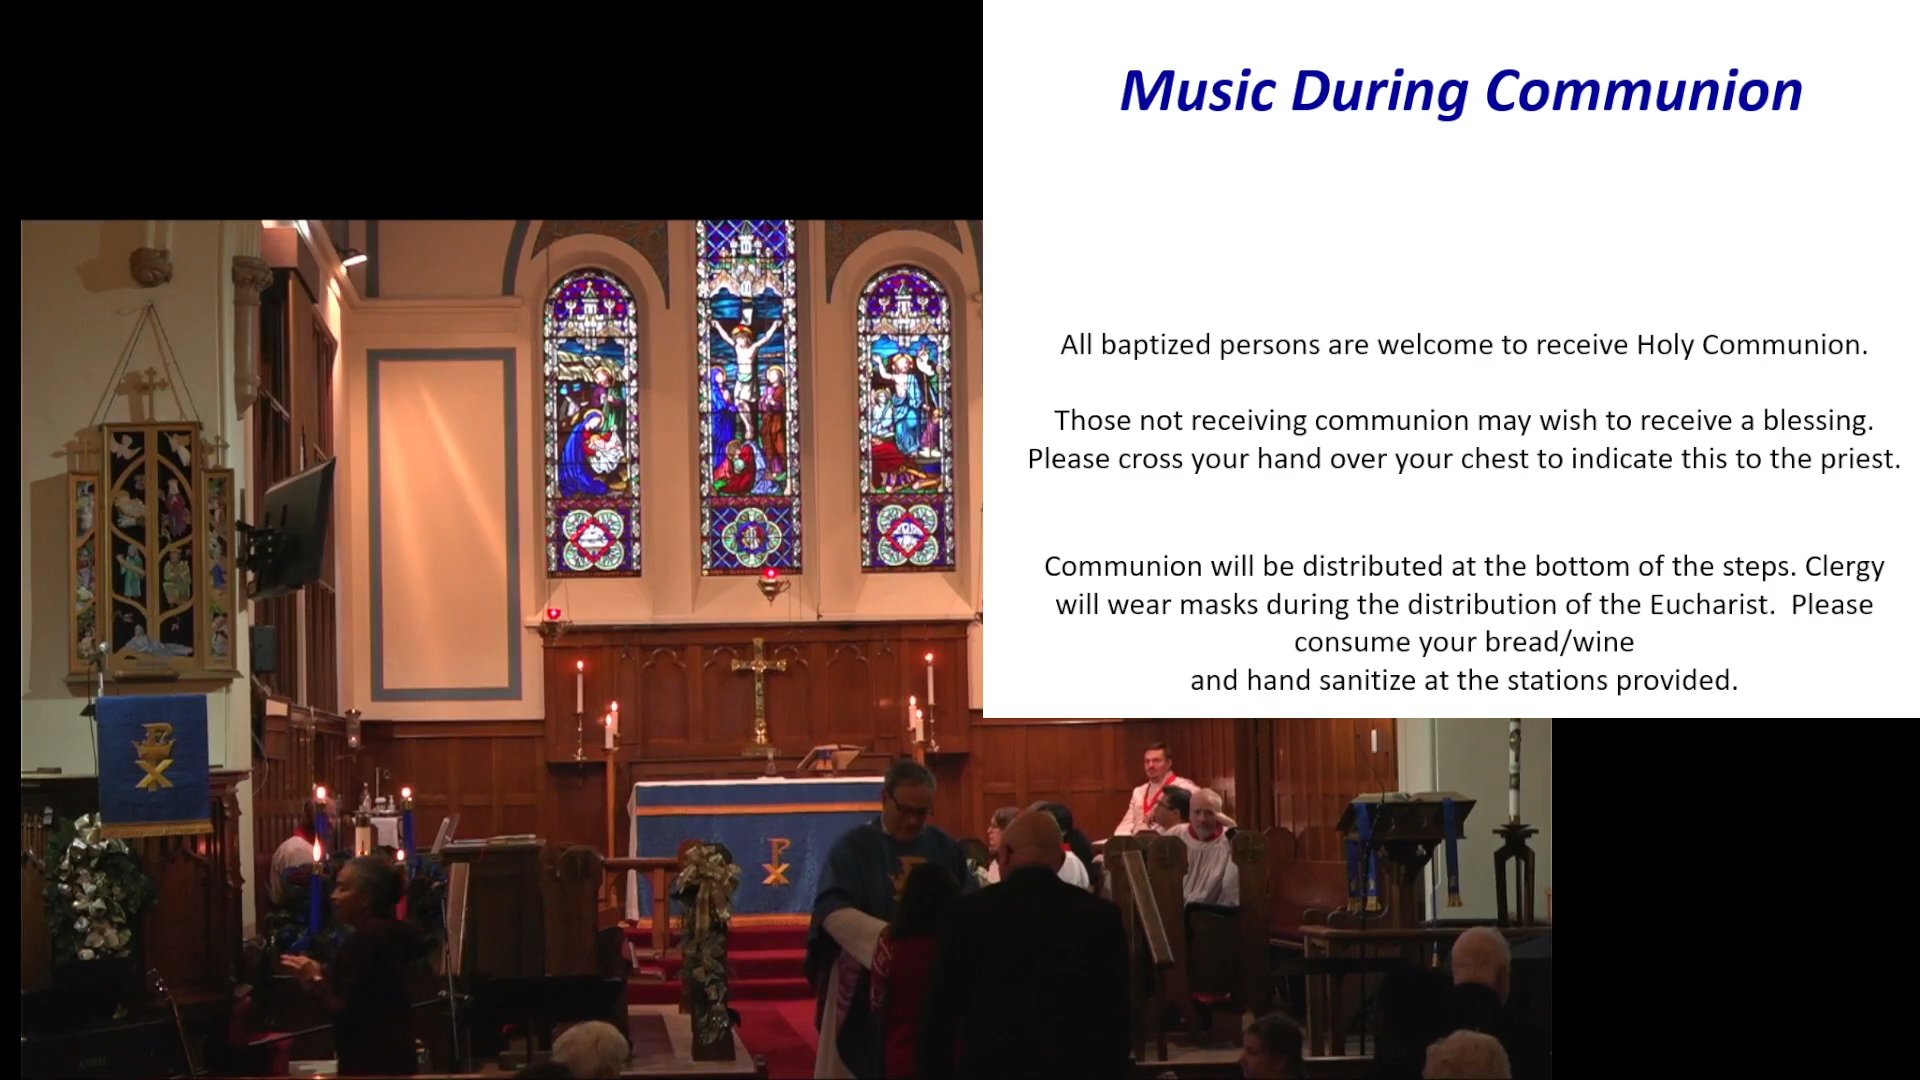 Music During Communion
All baptized persons are welcome to receive Holy Communion.
Those not receiving communion may wish to receive a blessing.
Please cross your hand over your chest to indicate this to the priest.
Communion will be distributed at the bottom of the steps. Clergy
will wear masks during the distribution of the Eucharist.  Please
consume your bread/wine
and hand sanitize at the stations provided.